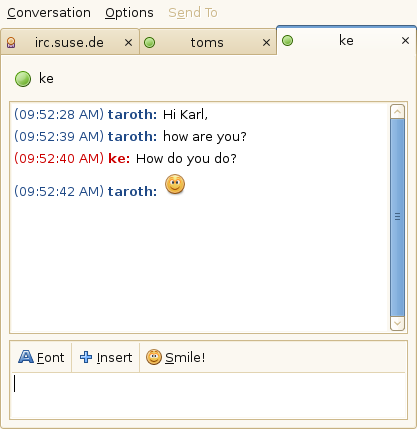 Conversation Options Send To
irc.suse.de toms ke
ke
(09:52:28 AM) taroth: Hi Karl,
(09:52:39 AM) taroth: how are you?
(09:52:40 AM) ke: How do you do?
(09:52:42 AM) taroth:
Font Insert Smile!